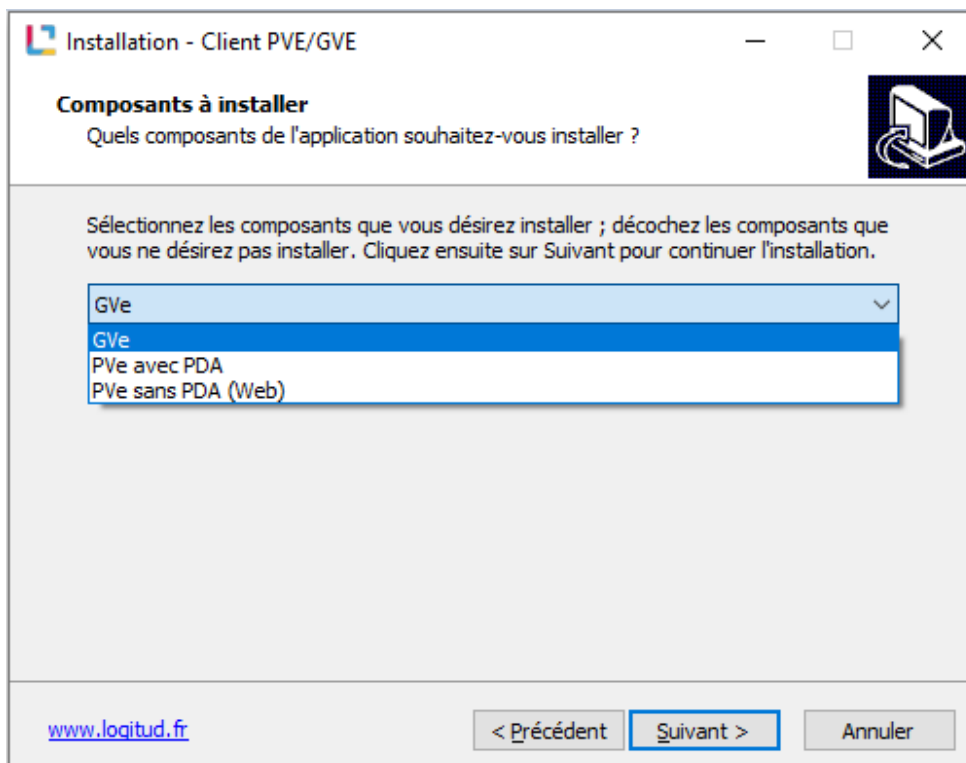 Installation - Client PVE/GVE
Composants à installer
Quels composants de l'application souhaitez-vous installer ?
Sélectionnez les composants que vous désirez installer ; décochez les composants que
vous ne désirez pas installer. Cliquez ensuite sur Suivant pour continuer l'installation.
GVe
GVe
PVe avec PDA
PVe sans PDA (Web)
www.logitud.fr
< Précédent
Suivant >
Annuler